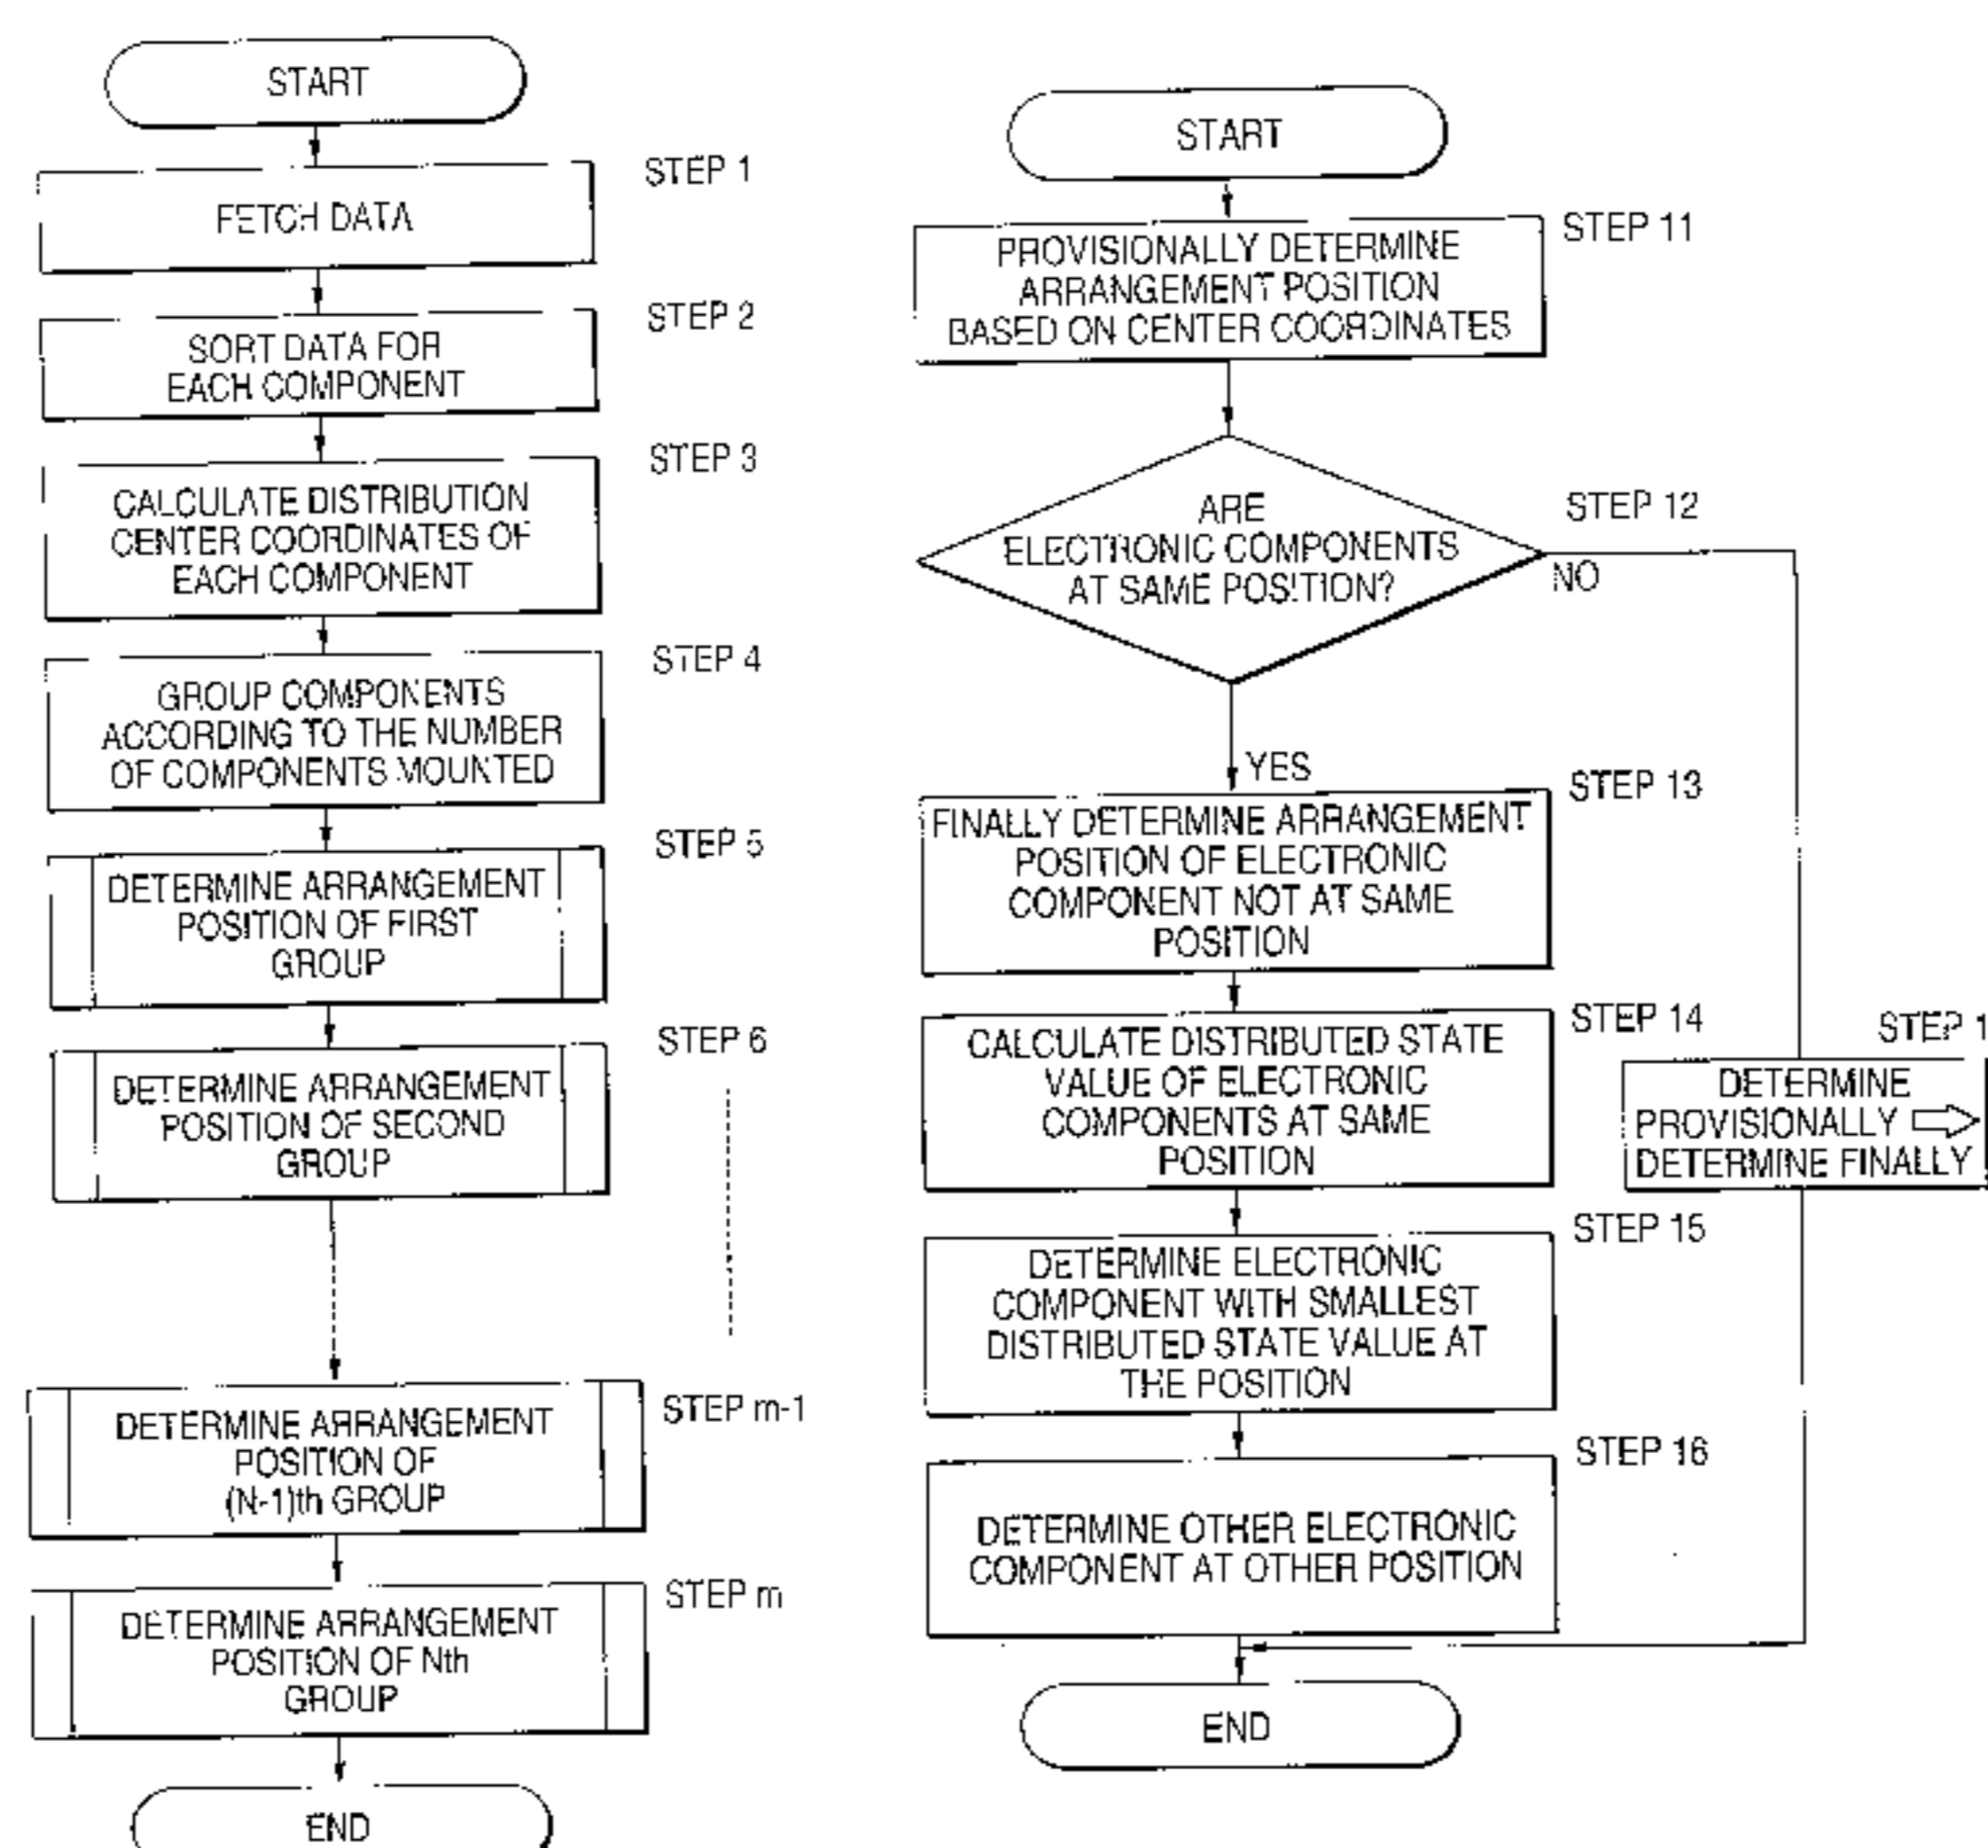 START
STEP 1
FETCH DATA
STEP 2
SORT DATA FOR
EACH COMPONENT
STEP 3
CALCULATE DISTRIBUTION
CENTER COORDINATES OF
EACH COMPONENT
STEP 4
GROUP COMPONENTS
ACCORDING TO THE NUMBER
OF COMPONENTS MOUNTED
STEP 5
DETERMINE ARRANGEMENT
POSITION OF FIRST
GROUP
STEP 6
DETERMINE ARRANGEMENT
POSITION OF SECOND
GROUP
STEP m-1
DETERMINE ARRANGEMENT
POSITION OF
(N-1)th GROUP
STEP m
DETERMINE ARRANGEMENT
POSITION OF Nth
GROUP
END
START
STEP 11
PROVISIONALLY DETERMINE
ARRANGEMENT POSITION
BASED ON CENTER COORDINATES
STEP 12
ARE
ELECTRONIC COMPONENTS
AT SAME POSITION?
NO
YES
STEP 13
FINALLY DETERMINE ARRANGEMENT
POSITION OF ELECTRONIC
COMPONENT NOT AT SAME
POSITION
STEP 14
CALCULATE DISTRIBUTED STATE
VALUE OF ELECTRONIC
COMPONENTS AT SAME
POSITION
STEP 15
DETERMINE ELECTRONIC
COMPONENT WITH SMALLEST
DISTRIBUTED STATE VALUE AT
THE POSITION
STEP 16
DETERMINE OTHER ELECTRONIC
COMPONENT AT OTHER POSITION
END
STEP 1
DETERMINE
PROVISIONALLY
DETERMINE FINALLY